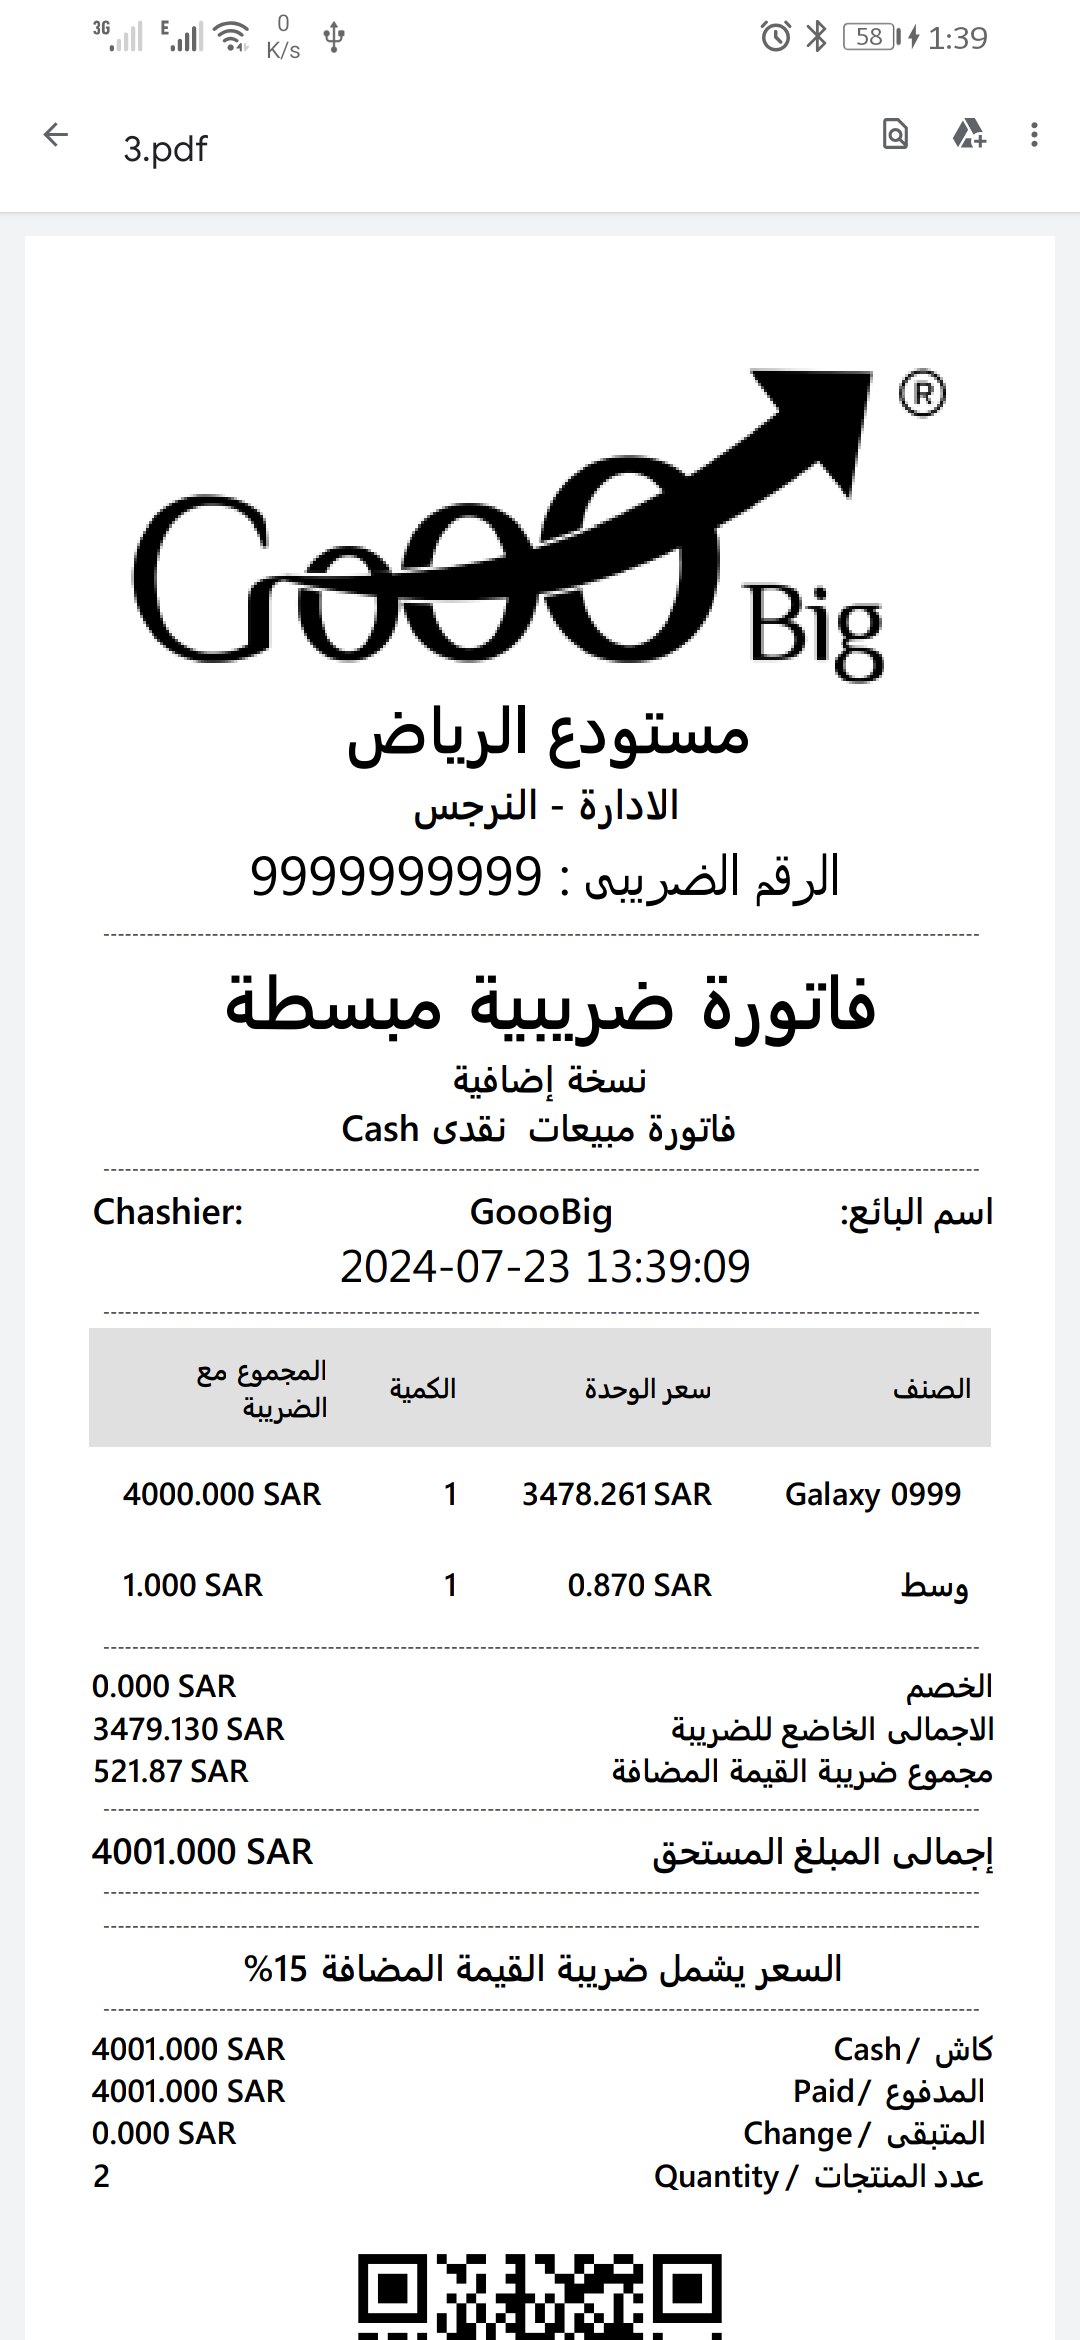 3G E 0 K/s 58 1:39
3.pdf
GoooBig ®
مستودع الرياض
الادارة - النرجس
الرقم الضريبى : 9999999999
فاتورة ضريبية مبسطة
نسخة إضافية
فاتورة مبيعات نقدى Cash
Chashier: GoooBig اسم البائع:
2024-07-23 13:39:09
الصنف سعر الوحدة الكمية المجموع مع الضريبة
Galaxy 0999 3478.261 SAR 1 4000.000 SAR
وسط 0.870 SAR 1 1.000 SAR
الخصم 0.000 SAR
الاجمالى الخاضع للضريبة 3479.130 SAR
مجموع ضريبة القيمة المضافة 521.87 SAR
إجمالى المبلغ المستحق 4001.000 SAR
السعر يشمل ضريبة القيمة المضافة 15%
كاش / Cash 4001.000 SAR
المدفوع / Paid 4001.000 SAR
المتبقى / Change 0.000 SAR
عدد المنتجات / Quantity 2